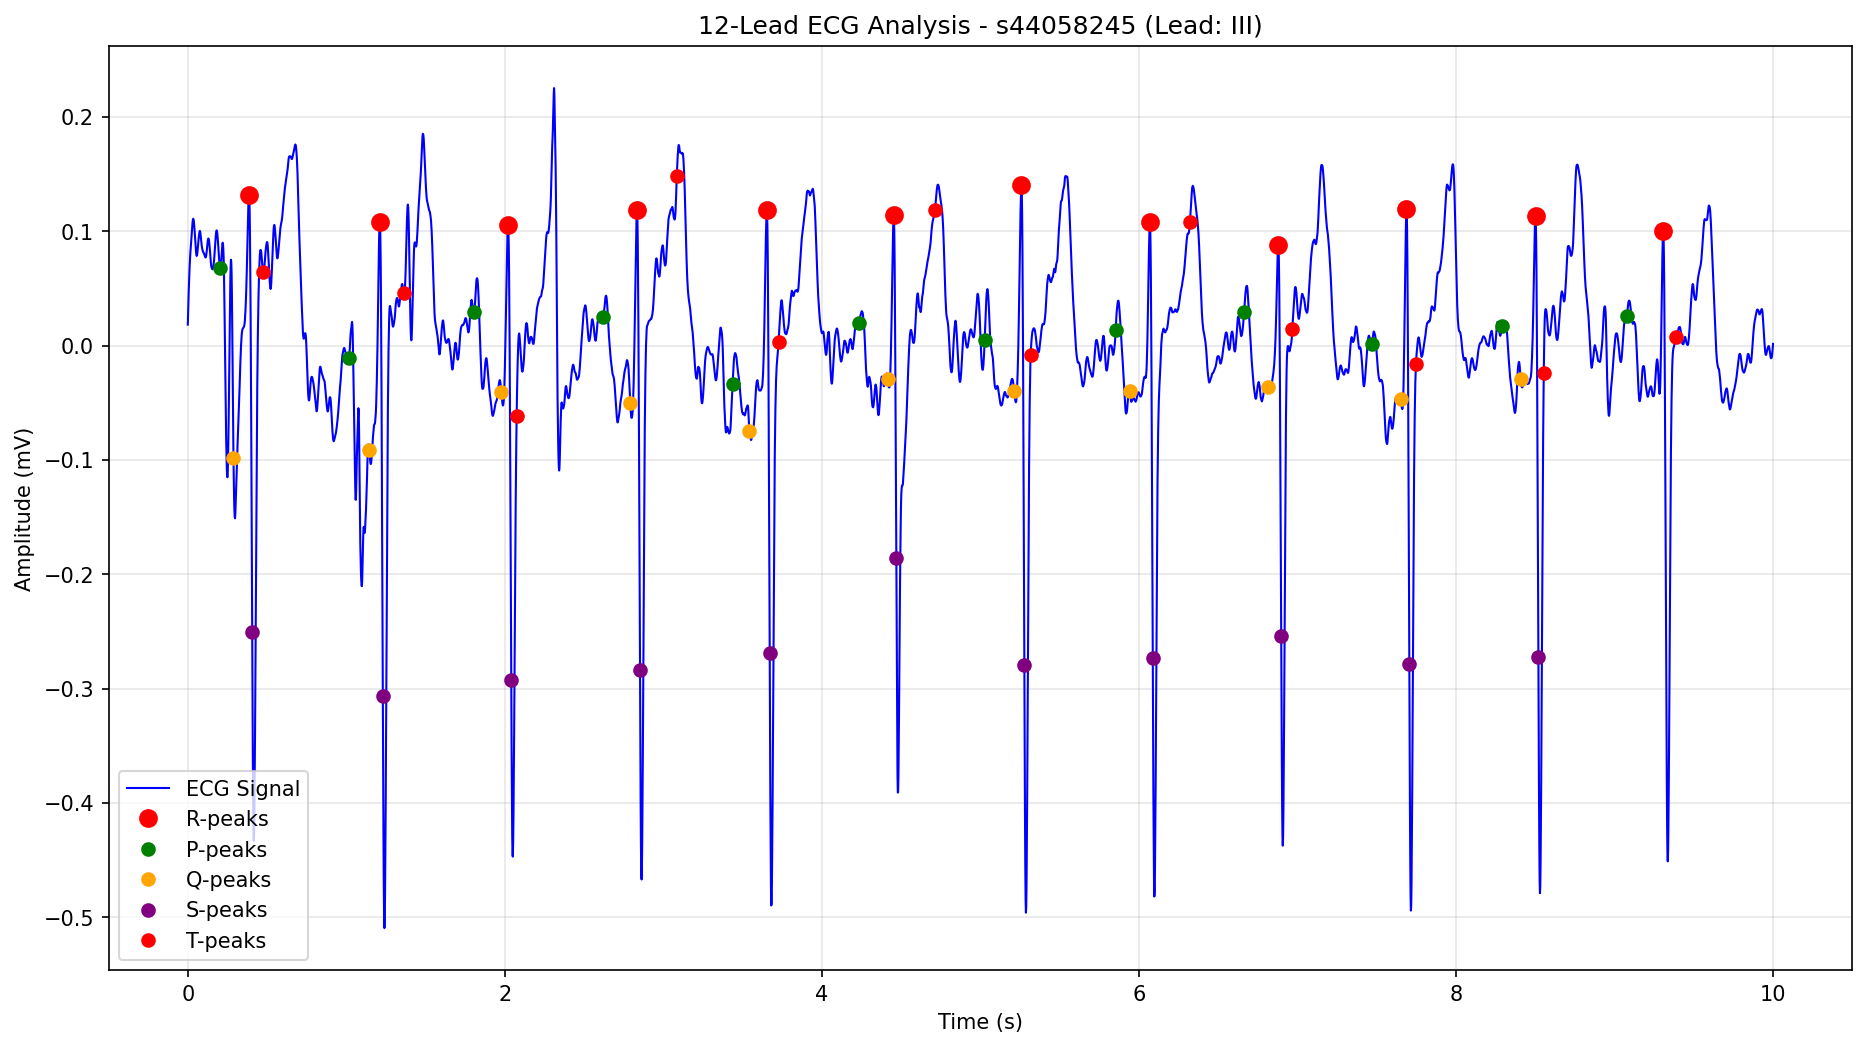 12-Lead ECG Analysis - s44058245 (Lead: III)
0.2
0.1
0.0
−0.1
−0.2
−0.3
−0.4
−0.5
Amplitude (mV)
ECG Signal
R-peaks
P-peaks
Q-peaks
S-peaks
T-peaks
0 2 4 6 8 10
Time (s)